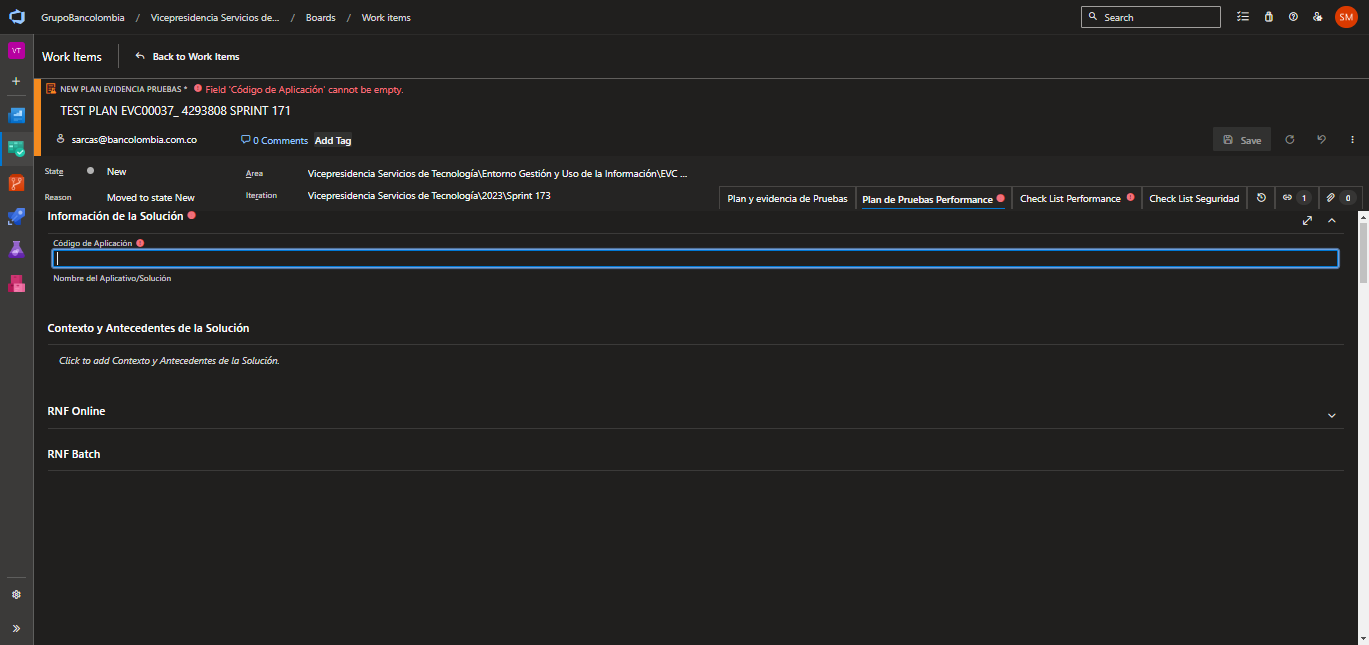 GrupoBancolombia / Vicepresidencia Servicios de... / Boards / Work items
Search
SM
VT
Work Items
Back to Work Items
NEW PLAN EVIDENCIA PRUEBAS * Field 'Código de Aplicación' cannot be empty.
TEST PLAN EVC00037_ 4293808 SPRINT 171
sarcas@bancolombia.com.co
0 Comments
Add Tag
Save
State
New
Area
Vicepresidencia Servicios de Tecnología\Entorno Gestión y Uso de la Información\EVC ...
Reason
Moved to state New
Iteration
Vicepresidencia Servicios de Tecnología\2023\Sprint 173
Plan y evidencia de Pruebas
Plan de Pruebas Performance
Check List Performance
Check List Seguridad
1
0
Información de la Solución
Código de Aplicación
Nombre del Aplicativo/Solución
Contexto y Antecedentes de la Solución
Click to add Contexto y Antecedentes de la Solución.
RNF Online
RNF Batch